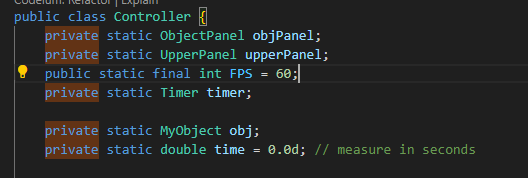 Codeium: Refactor | Explain
public class Controller {
private static ObjectPanel objPanel;
private static UpperPanel upperPanel;
public static final int FPS = 60;
private static Timer timer;
private static MyObject obj;
private static double time = 0.0d; // measure in seconds